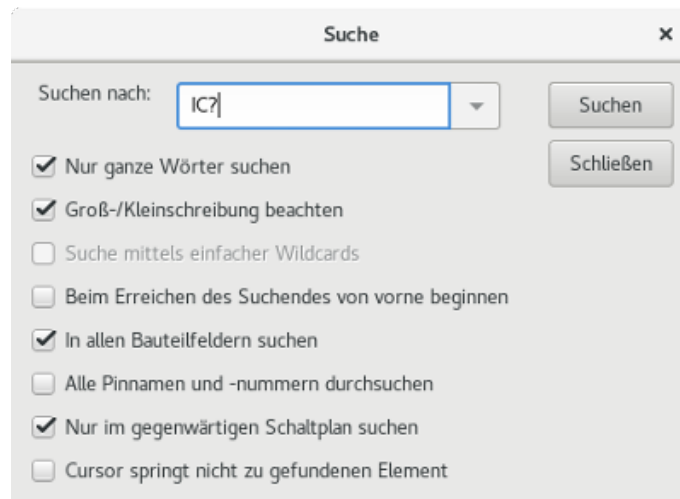 Suche
Suchen nach:
IC?
Suchen
Nur ganze Wörter suchen
Schließen
Groß-/Kleinschreibung beachten
Suche mittels einfacher Wildcards
Beim Erreichen des Suchendes von vorne beginnen
In allen Bauteilfeldern suchen
Alle Pinnamen und -nummern durchsuchen
Nur im gegenwärtigen Schaltplan suchen
Cursor springt nicht zu gefundenen Element